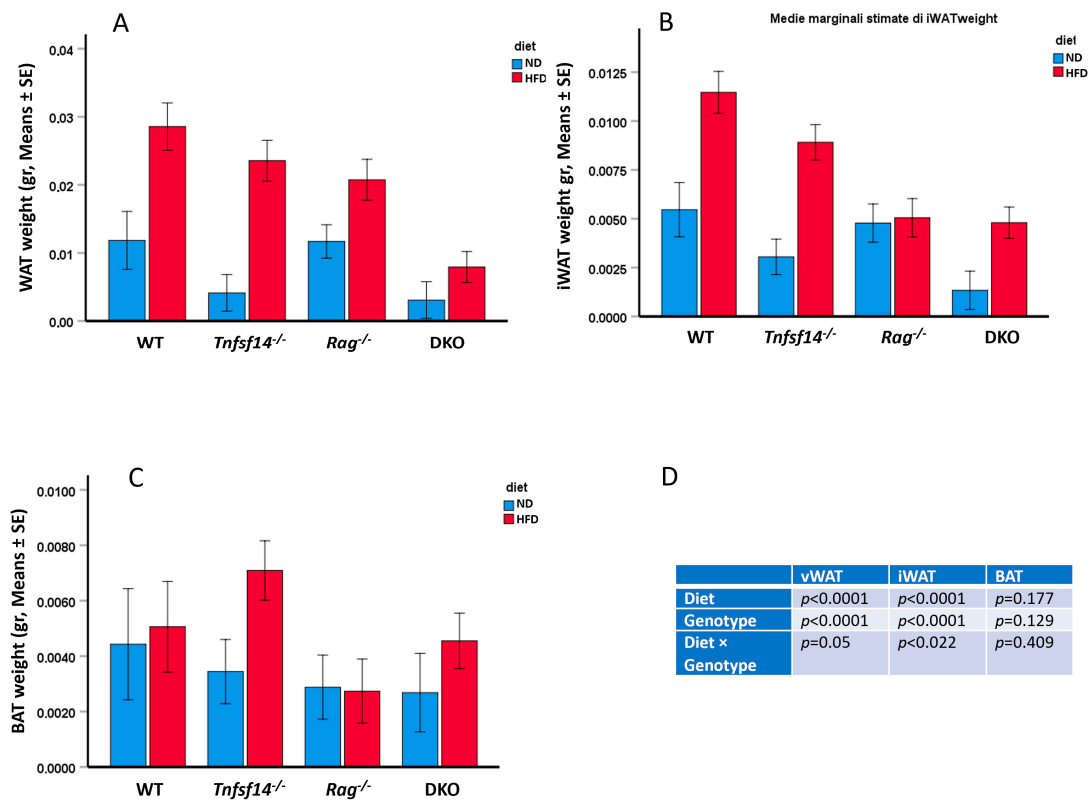 A
diet
ND
HFD
0,04
0,03
0,02
0,01
0,00
WAT weight (gr, Means ± SE)
WT
Tnfsf14-/-
Rag-/-
DKO
B
Medie marginali stimate di iWATweight
diet
ND
HFD
0.0125
0.0100
0.0075
0.0050
0.0025
0.0000
iWAT weight gr, Means ± SE)
WT
Tnfsf14-/-
Rag-/-
DKO
C
diet
ND
HFD
0.0100
0.0080
0.0060
0.0040
0.0020
0.0000
BAT weight (gr, Means ± SE)
WT
Tnfsf14-/-
Rag-/-
DKO
D
vWAT iWAT BAT
Diet p<0.0001 p<0.0001 p=0.177
Genotype p<0.0001 p<0.0001 p=0.129
Diet × p=0.05 p<0.022 p=0.409
Genotype